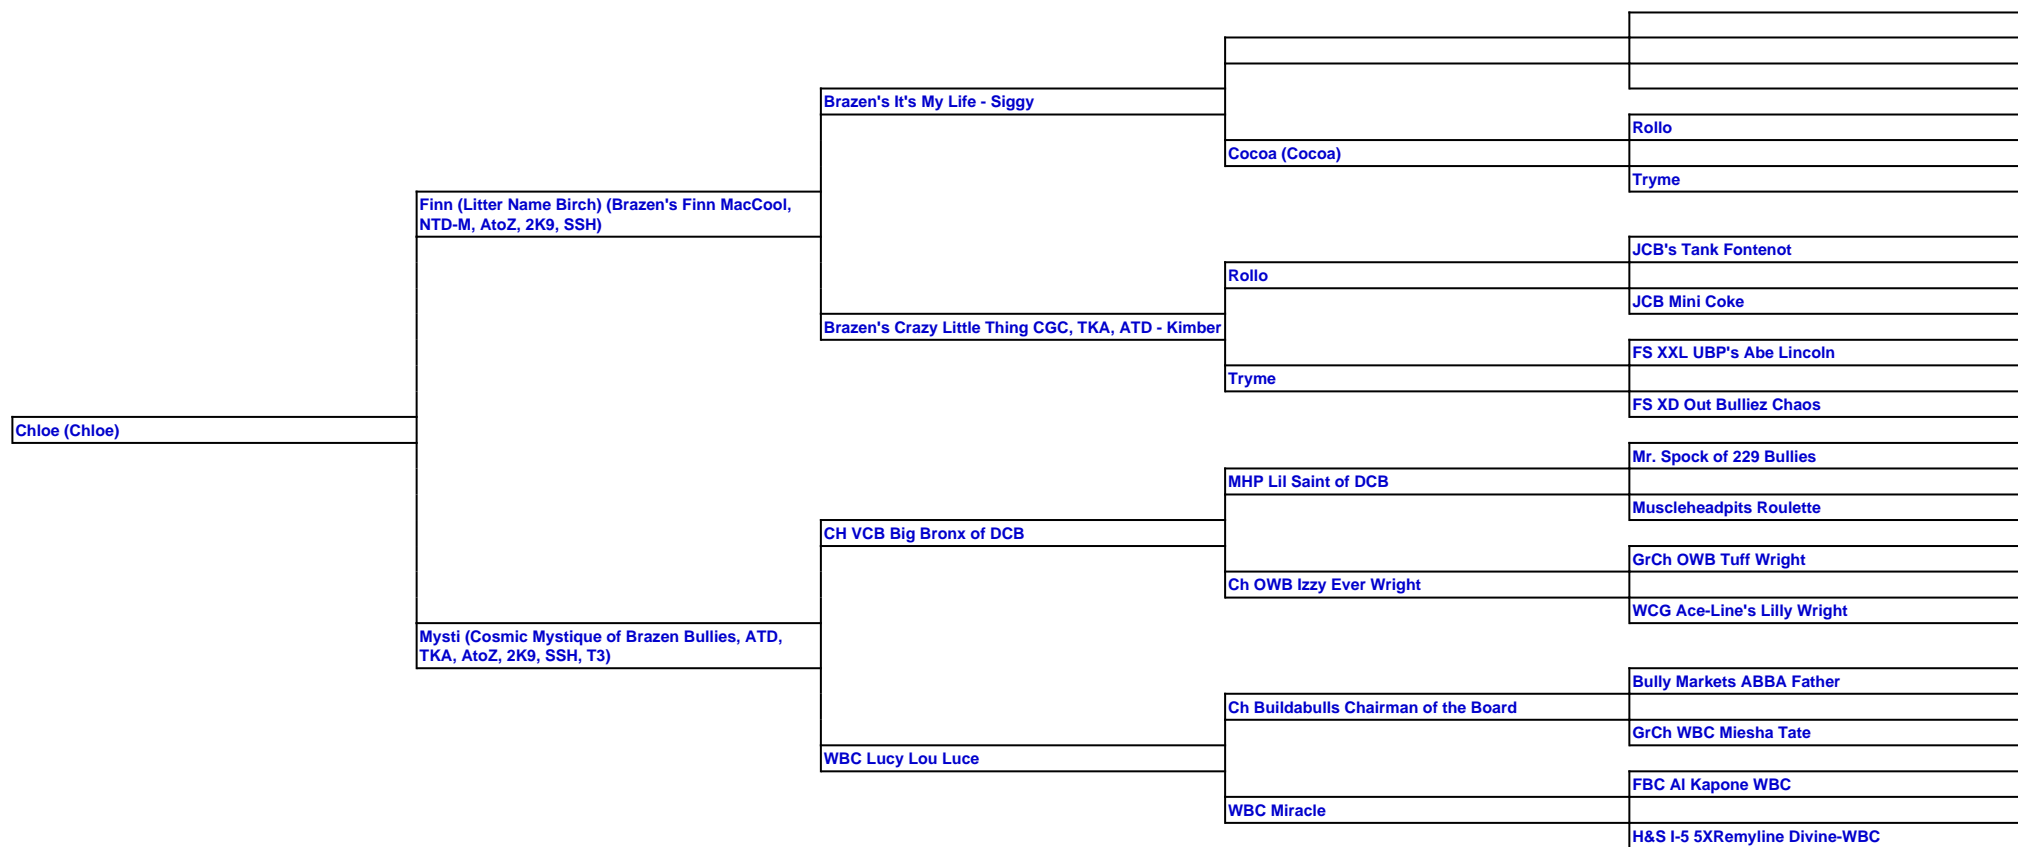 Brazen's It's My Life - Siggy
Rollo
Cocoa (Cocoa)
Tryme
Finn (Litter Name Birch) (Brazen's Finn MacCool,
NTD-M, AtoZ, 2K9, SSH)
JCB's Tank Fontenot
Rollo
JCB Mini Coke
Brazen's Crazy Little Thing CGC, TKA, ATD - Kimber
FS XXL UBP's Abe Lincoln
Tryme
FS XD Out Bulliez Chaos
Chloe (Chloe)
Mr. Spock of 229 Bullies
MHP Lil Saint of DCB
Muscleheadpits Roulette
CH VCB Big Bronx of DCB
GrCh OWB Tuff Wright
Ch OWB Izzy Ever Wright
WCG Ace-Line's Lilly Wright
Mysti (Cosmic Mystique of Brazen Bullies, ATD,
TKA, AtoZ, 2K9, SSH, T3)
Bully Markets ABBA Father
Ch Buildabulls Chairman of the Board
GrCh WBC Miesha Tate
WBC Lucy Lou Luce
FBC Al Kapone WBC
WBC Miracle
H&S I-5 5XRemyline Divine-WBC